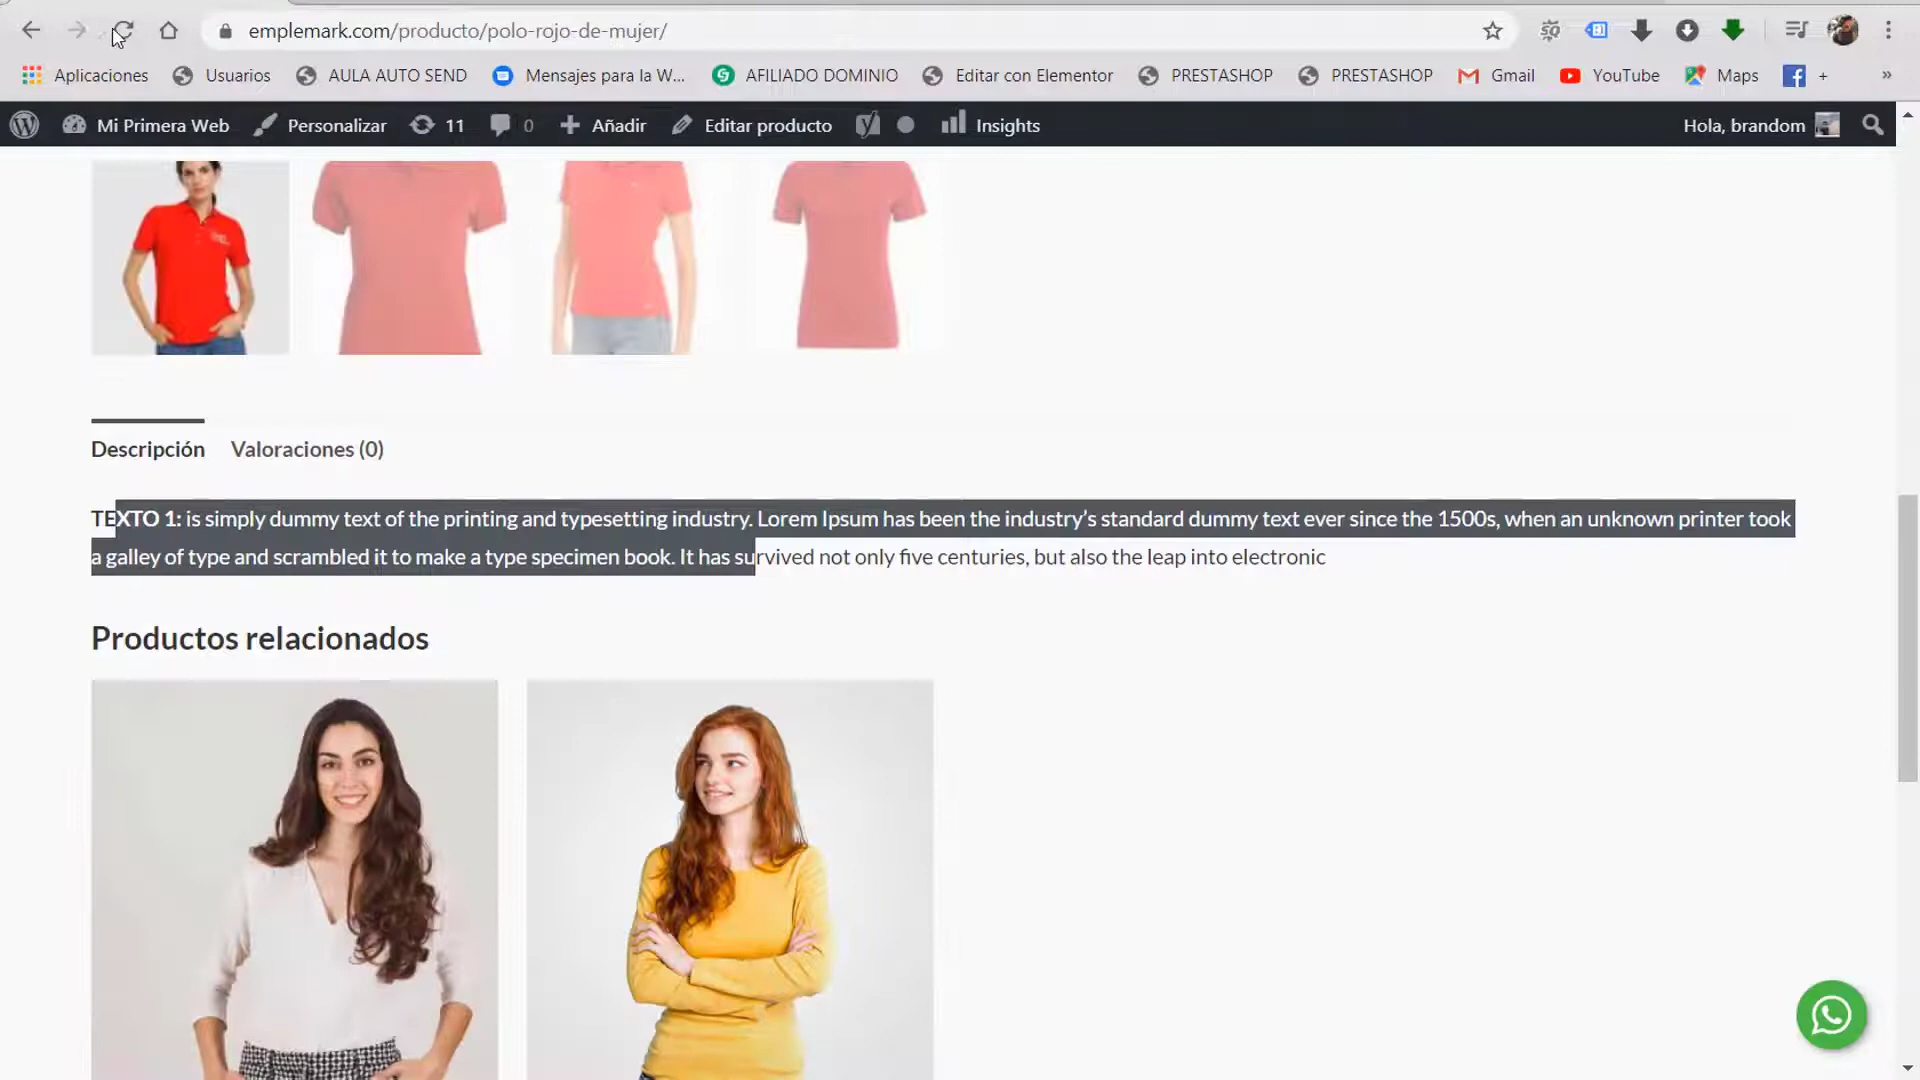 emplemark.com/producto/polo-rojo-de-mujer/
Aplicaciones Usuarios AULA AUTO SEND Mensajes para la W... AFILIADO DOMINIO Editar con Elementor PRESTASHOP PRESTASHOP Gmail YouTube Maps + »
Mi Primera Web Personalizar 11 0 Añadir Editar producto Insights Hola, brandom
Descripción Valoraciones (0)
TEXTO 1: is simply dummy text of the printing and typesetting industry. Lorem Ipsum has been the industry’s standard dummy text ever since the 1500s, when an unknown printer took
a galley of type and scrambled it to make a type specimen book. It has survived not only five centuries, but also the leap into electronic
Productos relacionados